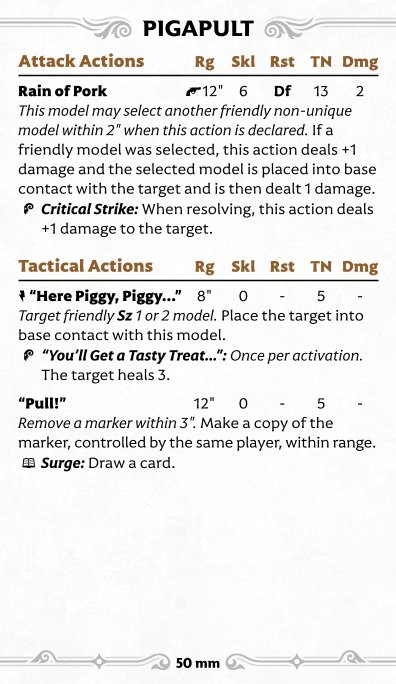 PIGAPULT
Attack Actions Rg Skl Rst TN Dmg
Rain of Pork 12" 6 Df 13 2
This model may select another friendly non-unique
model within 2" when this action is declared. If a
friendly model was selected, this action deals +1
damage and the selected model is placed into base
contact with the target and is then dealt 1 damage.
Critical Strike: When resolving, this action deals
+1 damage to the target.
Tactical Actions Rg Skl Rst TN Dmg
“Here Piggy, Piggy...” 8" 0 - 5 -
Target friendly Sz 1 or 2 model. Place the target into
base contact with this model.
“You’ll Get a Tasty Treat...”: Once per activation.
The target heals 3.
“Pull!” 12" 0 - 5 -
Remove a marker within 3". Make a copy of the
marker, controlled by the same player, within range.
Surge: Draw a card.
50 mm